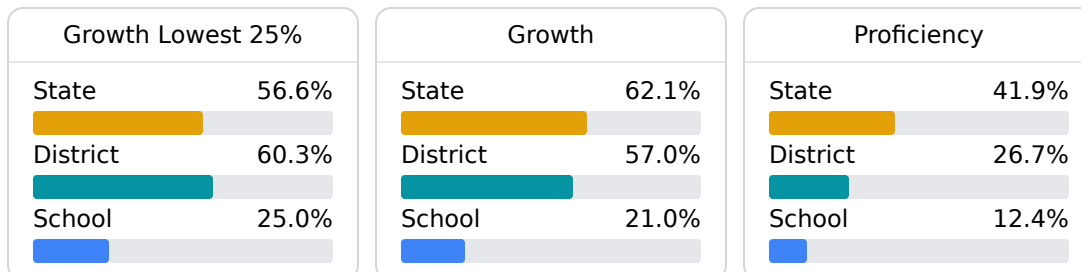 Growth Lowest 25%
State 56.6%
District 60.3%
School 25.0%
Growth
State 62.1%
District 57.0%
School 21.0%
Proficiency
State 41.9%
District 26.7%
School 12.4%